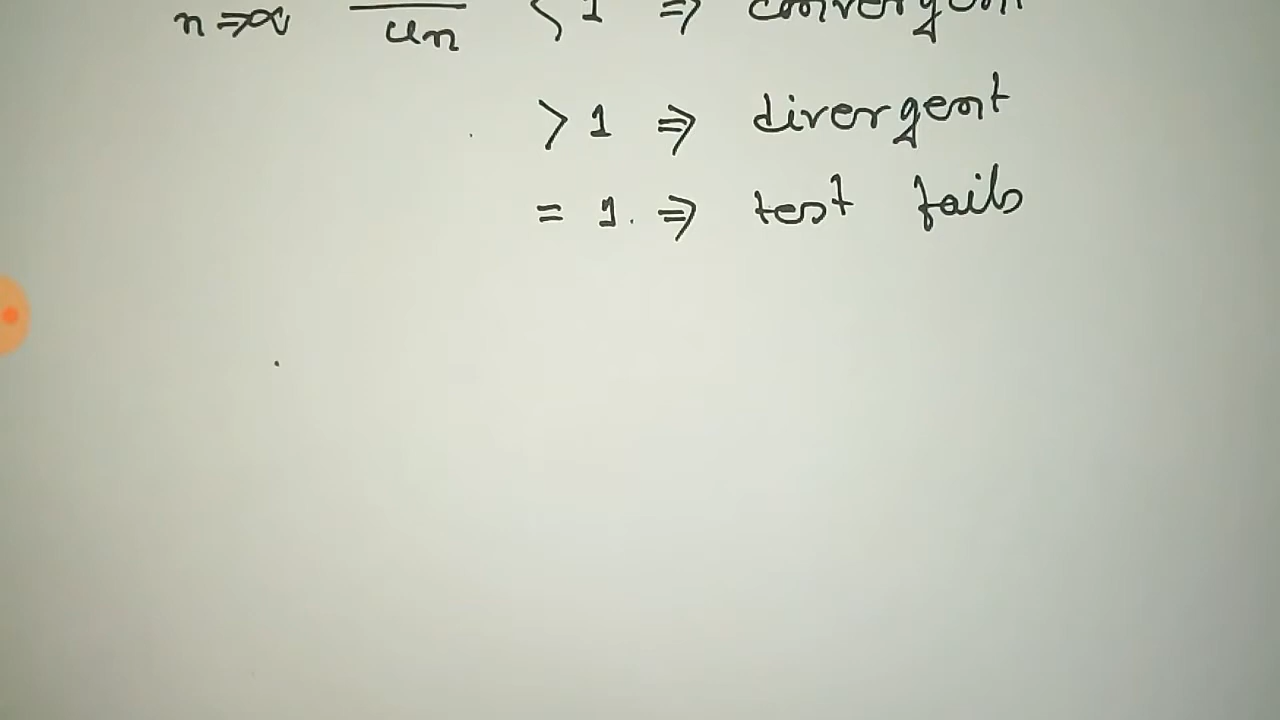 n ⇒ ∞ un < 1 ⇒ convergent
> 1 ⇒ divergent
= 1. ⇒ test fails